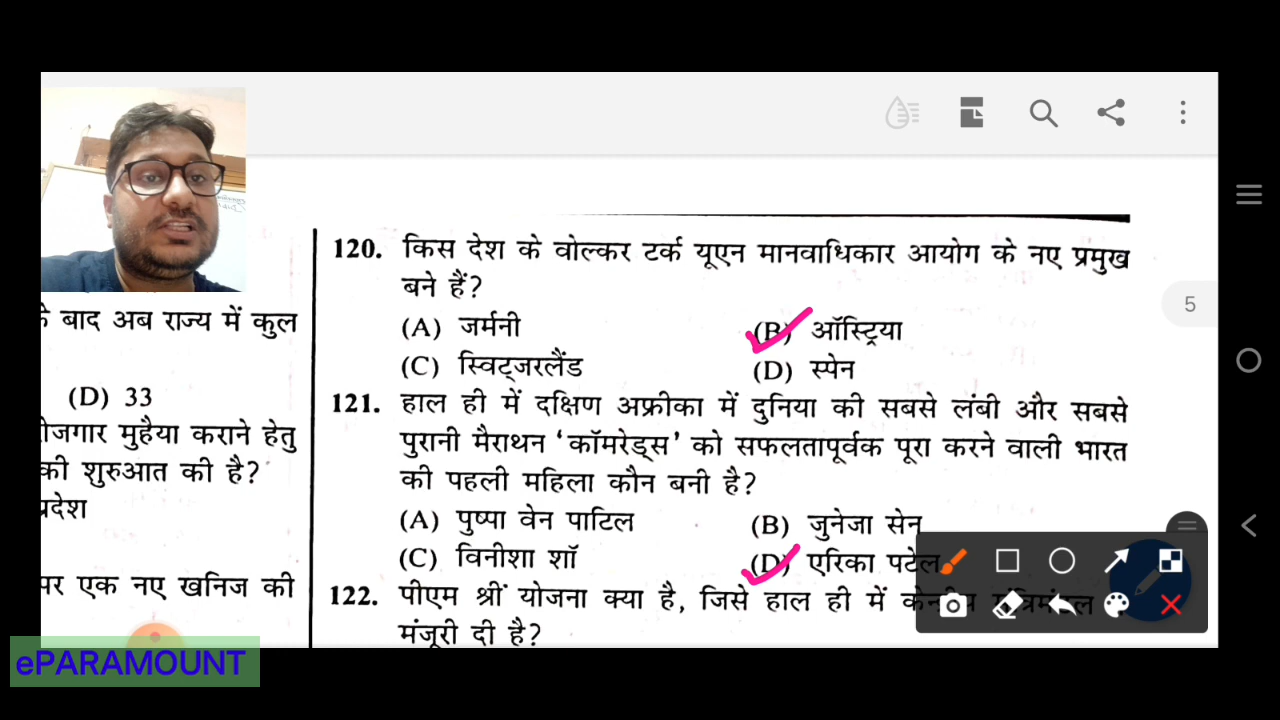 5
120. किस देश के वोल्कर टर्क यूएन मानवाधिकार आयोग के नए प्रमुख
बने हैं?
(A) जर्मनी (B) ऑस्ट्रिया
(C) स्विट्जरलैंड (D) स्पेन
121. हाल ही में दक्षिण अफ्रीका में दुनिया की सबसे लंबी और सबसे
पुरानी मैराथन ‘कॉमरेड्स’ को सफलतापूर्वक पूरा करने वाली भारत
की पहली महिला कौन बनी है?
(A) पुष्पा वेन पाटिल (B) जुनेजा सेन
(C) विनीशा शॉ (D) एरिका पटेल
122. पीएम श्रीं योजना क्या है, जिसे हाल ही में
मंजूरी दी है?
के बाद अब राज्य में कुल
(D) 33
रोजगार मुहैया कराने हेतु
की शुरुआत की है?
प्रदेश
पर एक नए खनिज की
ePARAMOUNT